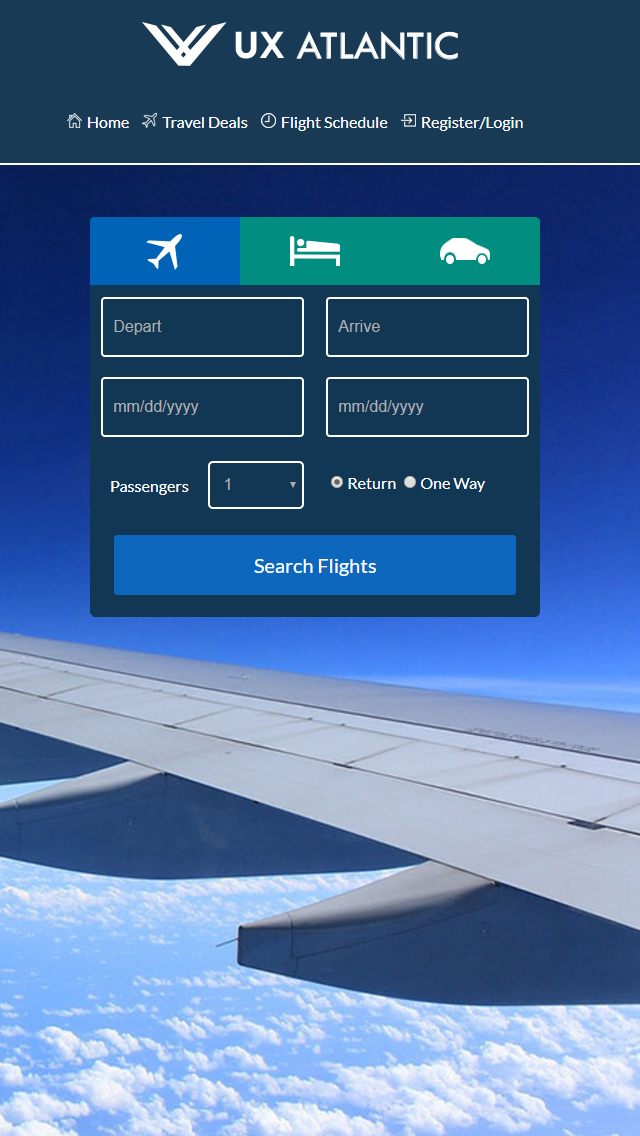 UX ATLANTIC
Home Travel Deals Flight Schedule Register/Login
Depart Arrive
mm/dd/yyyy mm/dd/yyyy
Passengers 1 Return One Way
Search Flights